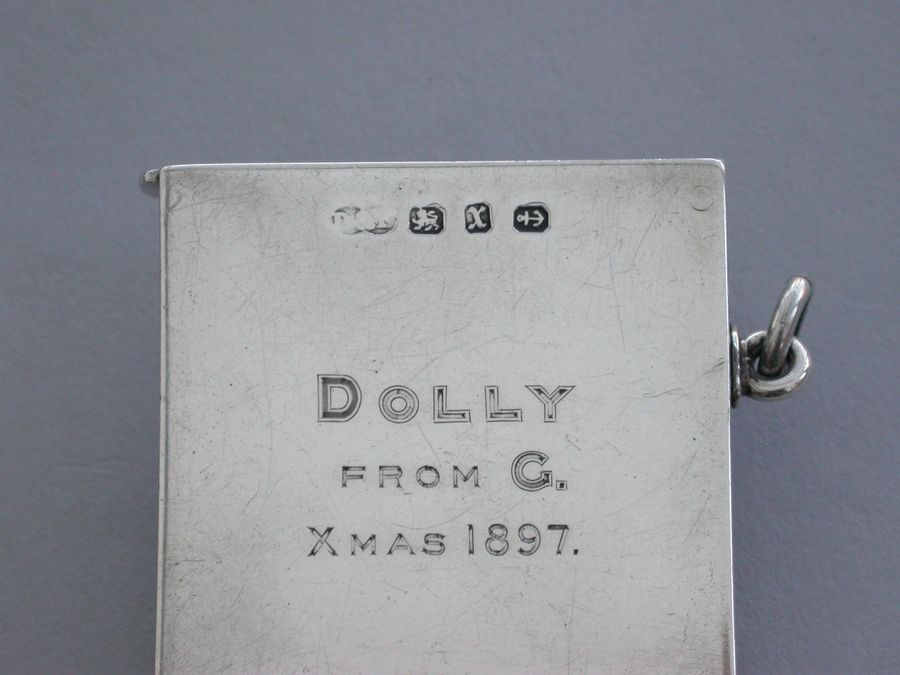 DOLLY
FROM G.
XMAS 1897.